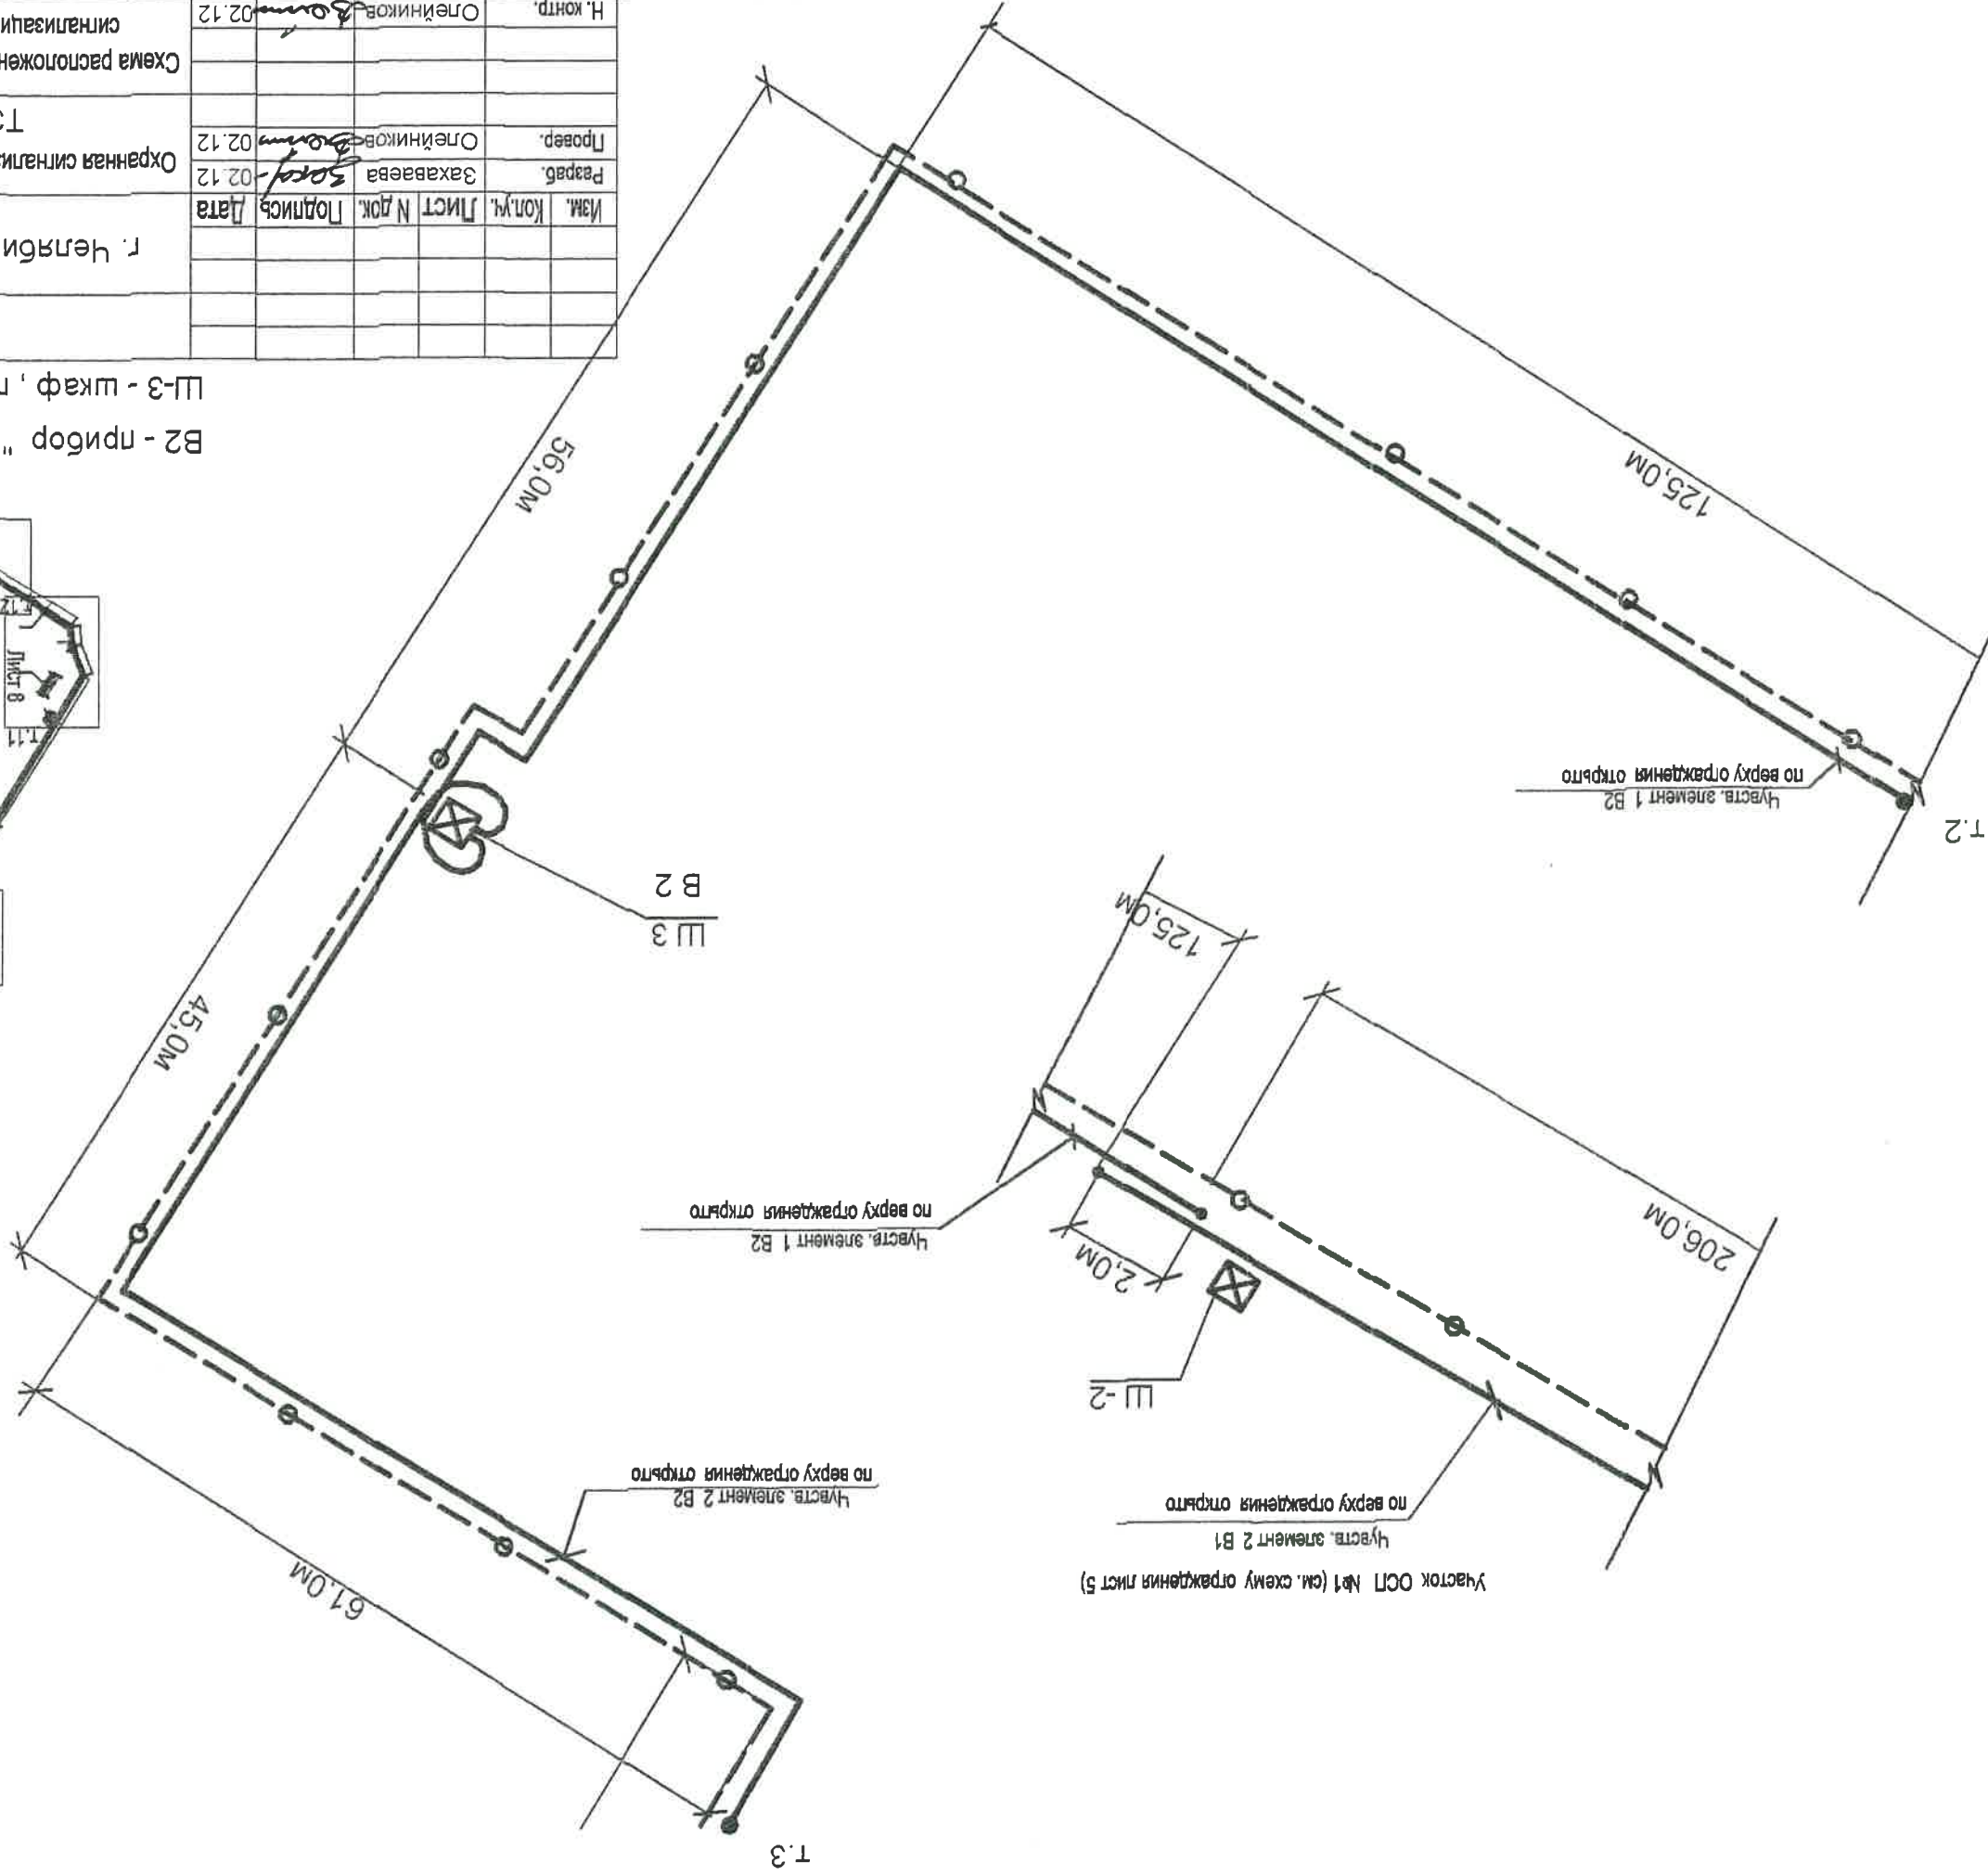 т.3
61.0м
Участок ОСП №1 (см. схему ограждения лист 5)
Чувств. элемент 2 В1
по верху ограждения открыто
Чувств. элемент 2 В2
по верху ограждения открыто
Ш -2
206,0м
2,0м
Чувств. элемент 1 В2
по верху ограждения открыто
45,0м
125,0м
Ш 3
В 2
т.2
Чувств. элемент 1 В2
по верху ограждения открыто
т.11
Лист 8
т.12
125,0м
56,0м
В2 - прибор "
Ш-3 - шкаф , п
г. Челяби
Изм. Кол.уч. Лист N док. Подпись Дата
Разраб. Захаваева 02.12
Провер. Олейников 02.12
Охранная сигнализ
ТЭ
Схема расположен
сигнализаци
Н. контр. Олейников 02.12